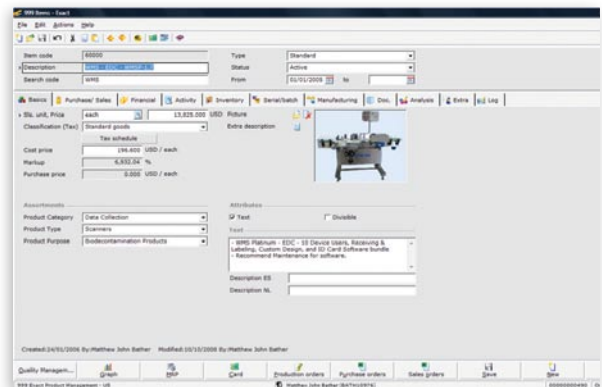 999 Items - Exact
File Edit Actions Help
Item code 60000 Type Standard
Description WMS - EDC - WMSP-1.7 Status Active
Search code WMS From 01/01/2005 to
Basics Purchase/ Sales Financial Activity Inventory Serial/batch Manufacturing Doc. Analysis Extra Log
Sls. unit, Price each 13,825.000 USD Picture
Classification (Tax) Standard goods Extra description
Tax schedule
Cost price 196.600 USD / each
Markup 6,932.04 %
Purchase price 0.000 USD / each
Assortments Attributes
Product Category Data Collection Text Divisible
Product Type Scanners Text
Product Purpose Biodecontamination Products - WMS Platinum - EDC - 10 Device Users, Receiving &
Labeling, Custom Design, and ID Card Software bundle
- Recommend Maintenance for software.
Description ES
Description NL
Created:24/01/2006 By:Matthew John Bather Modified:10/10/2008 By:Matthew John Bather
Quality Managem... Graph MRP Card Production orders Purchase orders Sales orders Save New
999 Exact Product Management - US Matthew John Bather